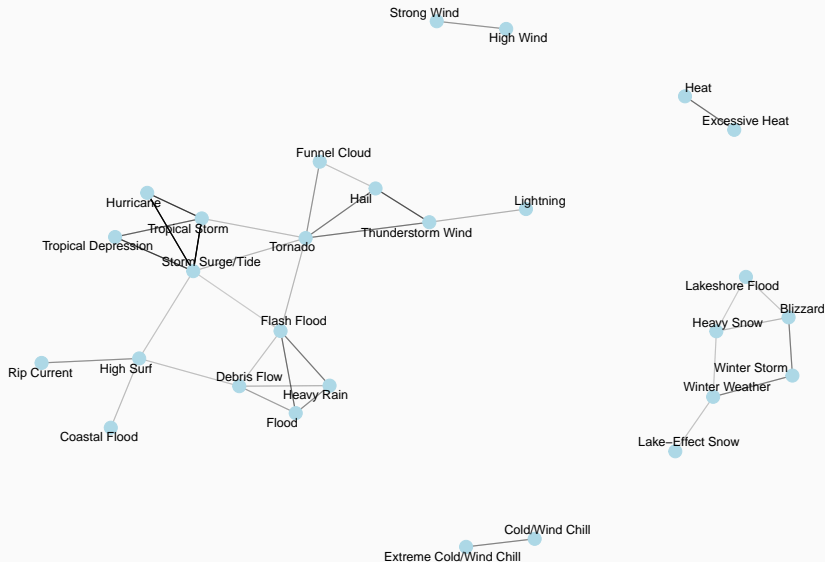 Strong Wind
High Wind
Heat
Excessive Heat
Funnel Cloud
Hail
Lightning
Hurricane
Tropical Storm
Thunderstorm Wind
Tropical Depression
Tornado
Storm Surge/Tide
Lakeshore Flood
Blizzard
Flash Flood
Heavy Snow
High Surf
Rip Current
Winter Storm
Debris Flow
Winter Weather
Heavy Rain
Flood
Coastal Flood
Lake−Effect Snow
Cold/Wind Chill
Extreme Cold/Wind Chill